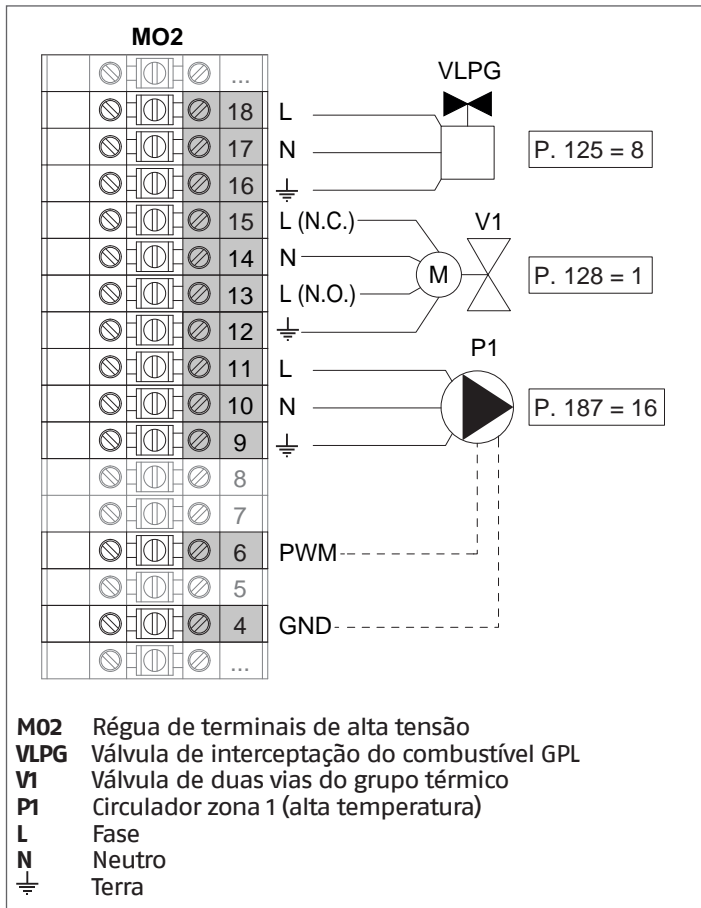 MO2
...
VLPG
18 L
17 N P. 125 = 8
16
15 L (N.C.) V1
14 N M P. 128 = 1
13 L (N.O.)
12
P1
11 L
10 N P. 187 = 16
9
8
7
6 PWM
5
4 GND
...
M02 Régua de terminais de alta tensão
VLPG Válvula de interceptação do combustível GPL
V1 Válvula de duas vias do grupo térmico
P1 Circulador zona 1 (alta temperatura)
L Fase
N Neutro
⏚ Terra